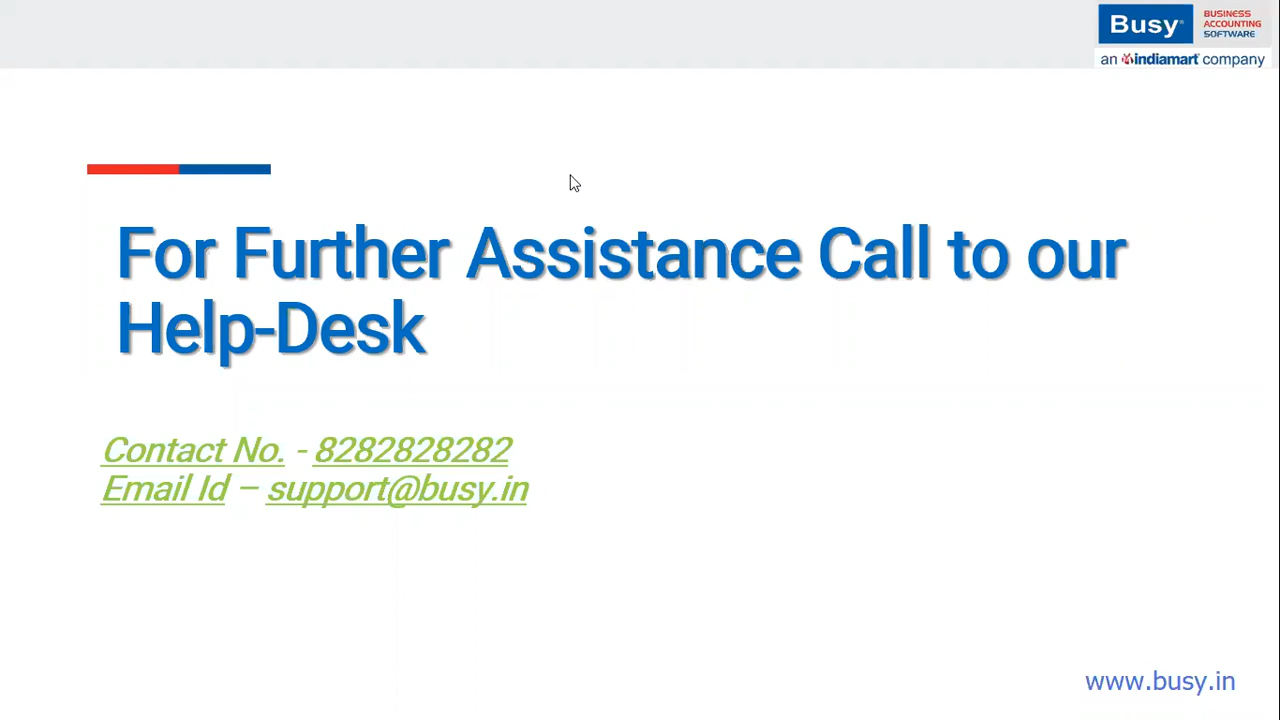 Busy
BUSINESS
ACCOUNTING
SOFTWARE
an indiamart company
For Further Assistance Call to our
Help-Desk
Contact No. - 8282828282
Email Id – support@busy.in
www.busy.in